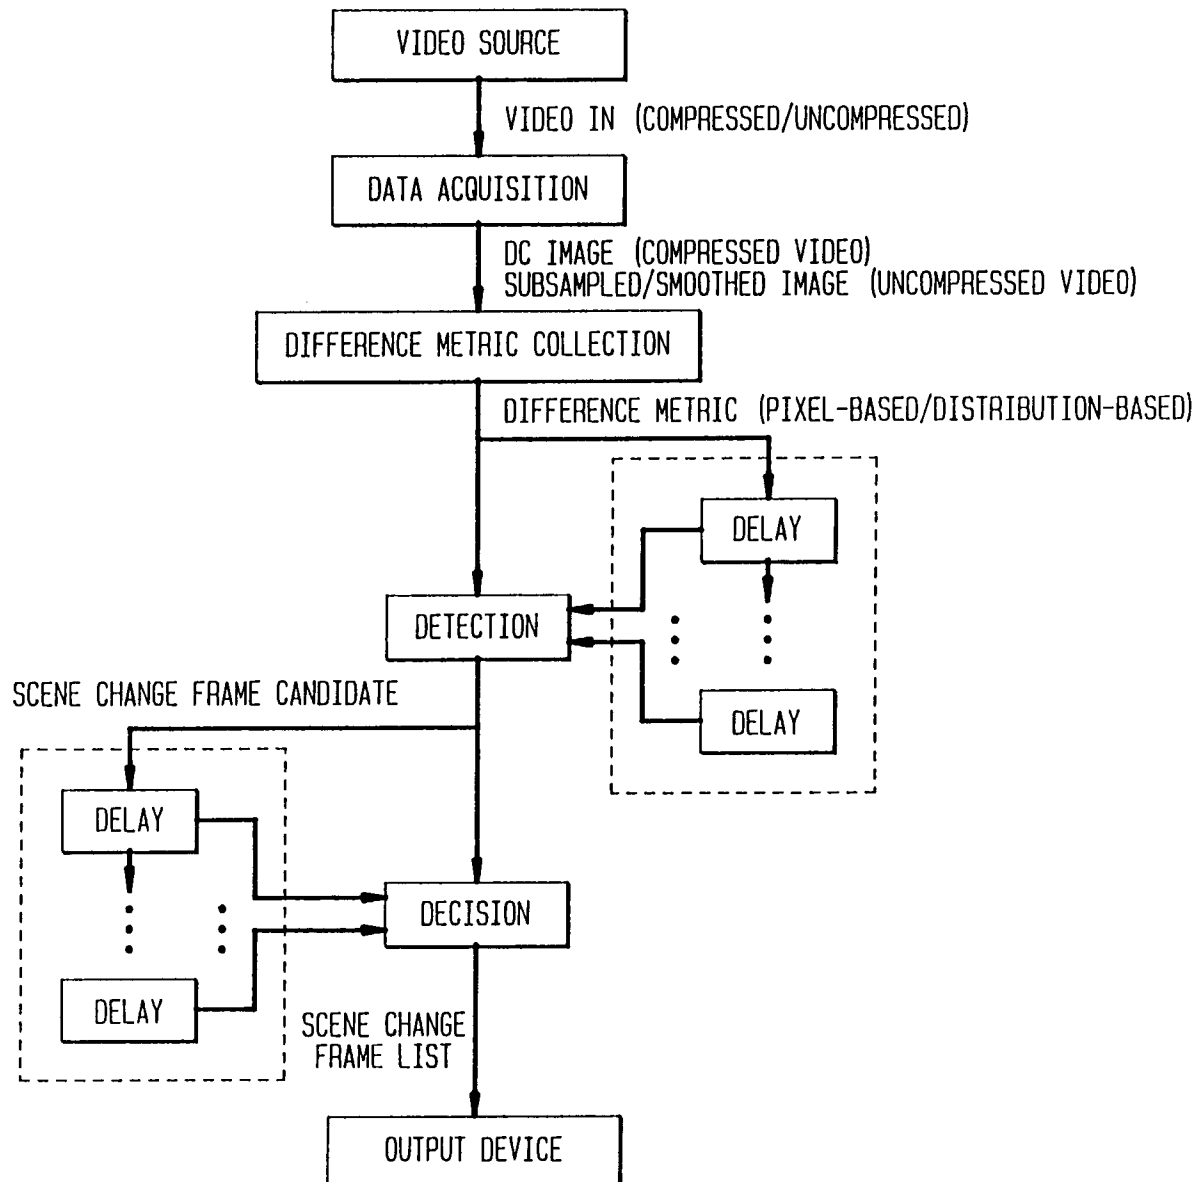 VIDEO SOURCE
VIDEO IN (COMPRESSED/UNCOMPRESSED)
DATA ACQUISITION
DC IMAGE (COMPRESSED VIDEO)
SUBSAMPLED/SMOOTHED IMAGE (UNCOMPRESSED VIDEO)
DIFFERENCE METRIC COLLECTION
DIFFERENCE METRIC (PIXEL-BASED/DISTRIBUTION-BASED)
DELAY
DETECTION
DELAY
SCENE CHANGE FRAME CANDIDATE
DELAY
DECISION
DELAY
SCENE CHANGE
FRAME LIST
OUTPUT DEVICE